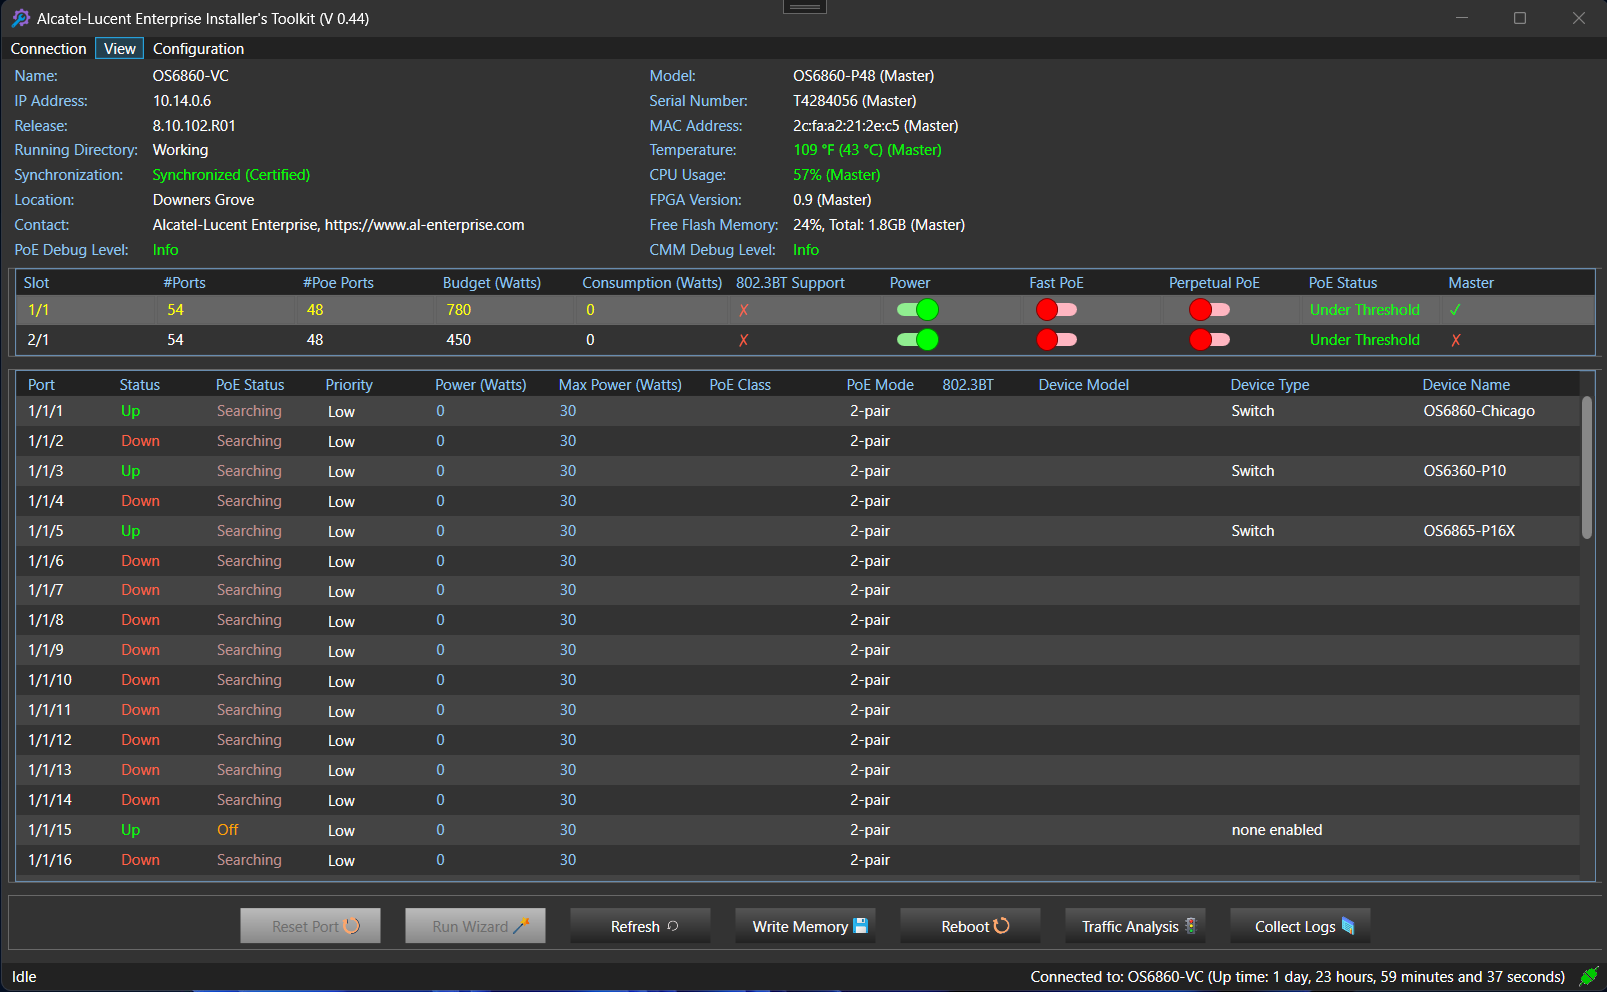 Alcatel-Lucent Enterprise Installer's Toolkit (V 0.44)
Connection View Configuration
Name: OS6860-VC Model: OS6860-P48 (Master)
IP Address: 10.14.0.6 Serial Number: T4284056 (Master)
Release: 8.10.102.R01 MAC Address: 2c:fa:a2:21:2e:c5 (Master)
Running Directory: Working Temperature: 109 °F (43 °C) (Master)
Synchronization: Synchronized (Certified) CPU Usage: 57% (Master)
Location: Downers Grove FPGA Version: 0.9 (Master)
Contact: Alcatel-Lucent Enterprise, https://www.al-enterprise.com Free Flash Memory: 24%, Total: 1.8GB (Master)
PoE Debug Level: Info CMM Debug Level: Info
Slot #Ports #Poe Ports Budget (Watts) Consumption (Watts) 802.3BT Support Power Fast PoE Perpetual PoE PoE Status Master
1/1 54 48 780 0 ✗ Under Threshold ✓
2/1 54 48 450 0 ✗ Under Threshold ✗
Port Status PoE Status Priority Power (Watts) Max Power (Watts) PoE Class PoE Mode 802.3BT Device Model Device Type Device Name
1/1/1 Up Searching Low 0 30 2-pair Switch OS6860-Chicago
1/1/2 Down Searching Low 0 30 2-pair
1/1/3 Up Searching Low 0 30 2-pair Switch OS6360-P10
1/1/4 Down Searching Low 0 30 2-pair
1/1/5 Up Searching Low 0 30 2-pair Switch OS6865-P16X
1/1/6 Down Searching Low 0 30 2-pair
1/1/7 Down Searching Low 0 30 2-pair
1/1/8 Down Searching Low 0 30 2-pair
1/1/9 Down Searching Low 0 30 2-pair
1/1/10 Down Searching Low 0 30 2-pair
1/1/11 Down Searching Low 0 30 2-pair
1/1/12 Down Searching Low 0 30 2-pair
1/1/13 Down Searching Low 0 30 2-pair
1/1/14 Down Searching Low 0 30 2-pair
1/1/15 Up Off Low 0 30 2-pair none enabled
1/1/16 Down Searching Low 0 30 2-pair
Reset Port Run Wizard Refresh Write Memory Reboot Traffic Analysis Collect Logs
Idle Connected to: OS6860-VC (Up time: 1 day, 23 hours, 59 minutes and 37 seconds)